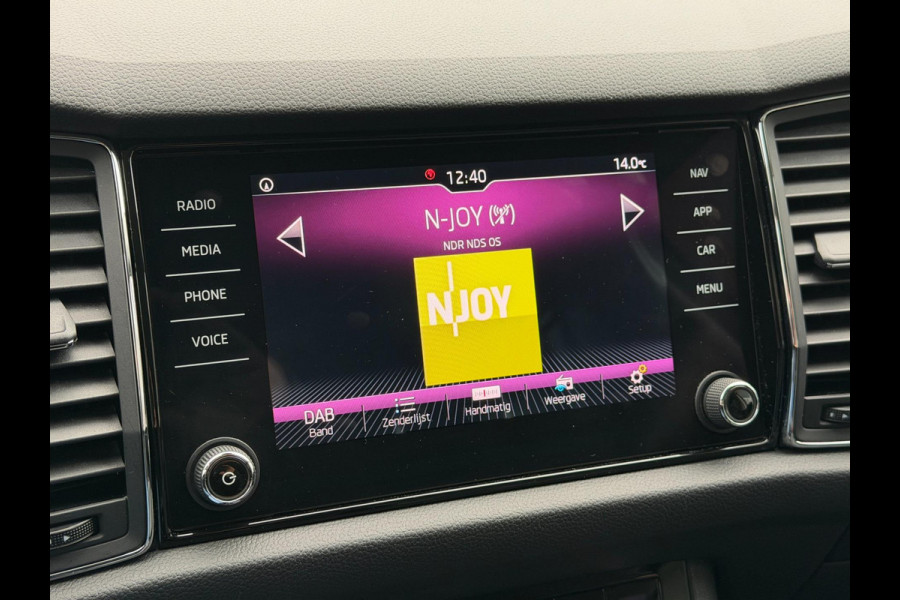 12:40
14.0°C
RADIO
MEDIA
PHONE
VOICE
N-JOY
NDR NDS OS
N-JOY
DAB
Band
Zenderlijst
Handmatig
Weergave
Setup
NAV
APP
CAR
MENU